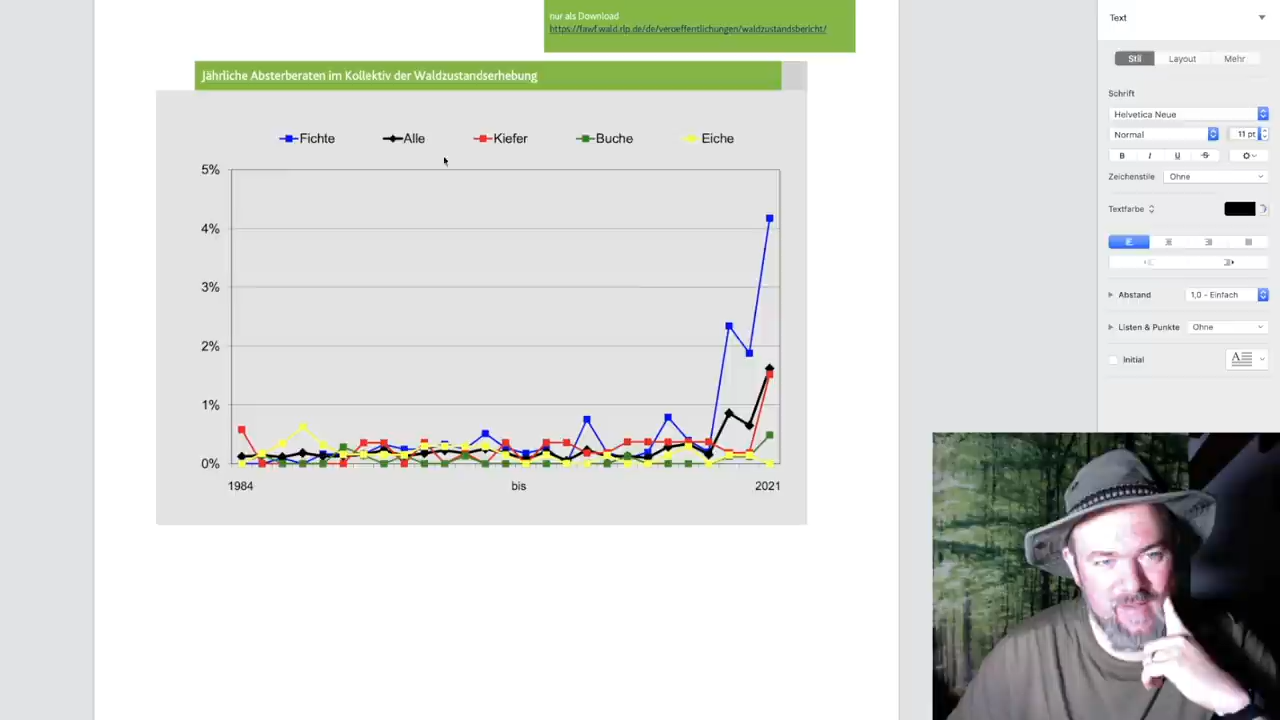 nur als Download
https://fawf.wald.rlp.de/de/veroeffentlichungen/waldzustandsbericht/
Jährliche Absterberaten im Kollektiv der Waldzustandserhebung
Fichte Alle Kiefer Buche Eiche
5%
4%
3%
2%
1%
0%
1984 bis 2021
Text
Stil Layout Mehr
Schrift
Helvetica Neue
Normal 11 pt
B I U S
Zeichenstile Ohne
Textfarbe
Abstand 1,0 - Einfach
Listen & Punkte Ohne
Initial A